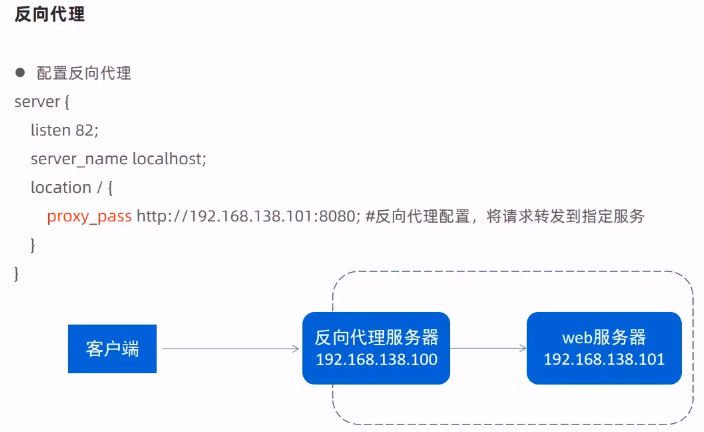 反向代理
● 配置反向代理
server {
listen 82;
server_name localhost;
location / {
proxy_pass http://192.168.138.101:8080; #反向代理配置，将请求转发到指定服务
}
}
客户端
反向代理服务器
192.168.138.100
web服务器
192.168.138.101